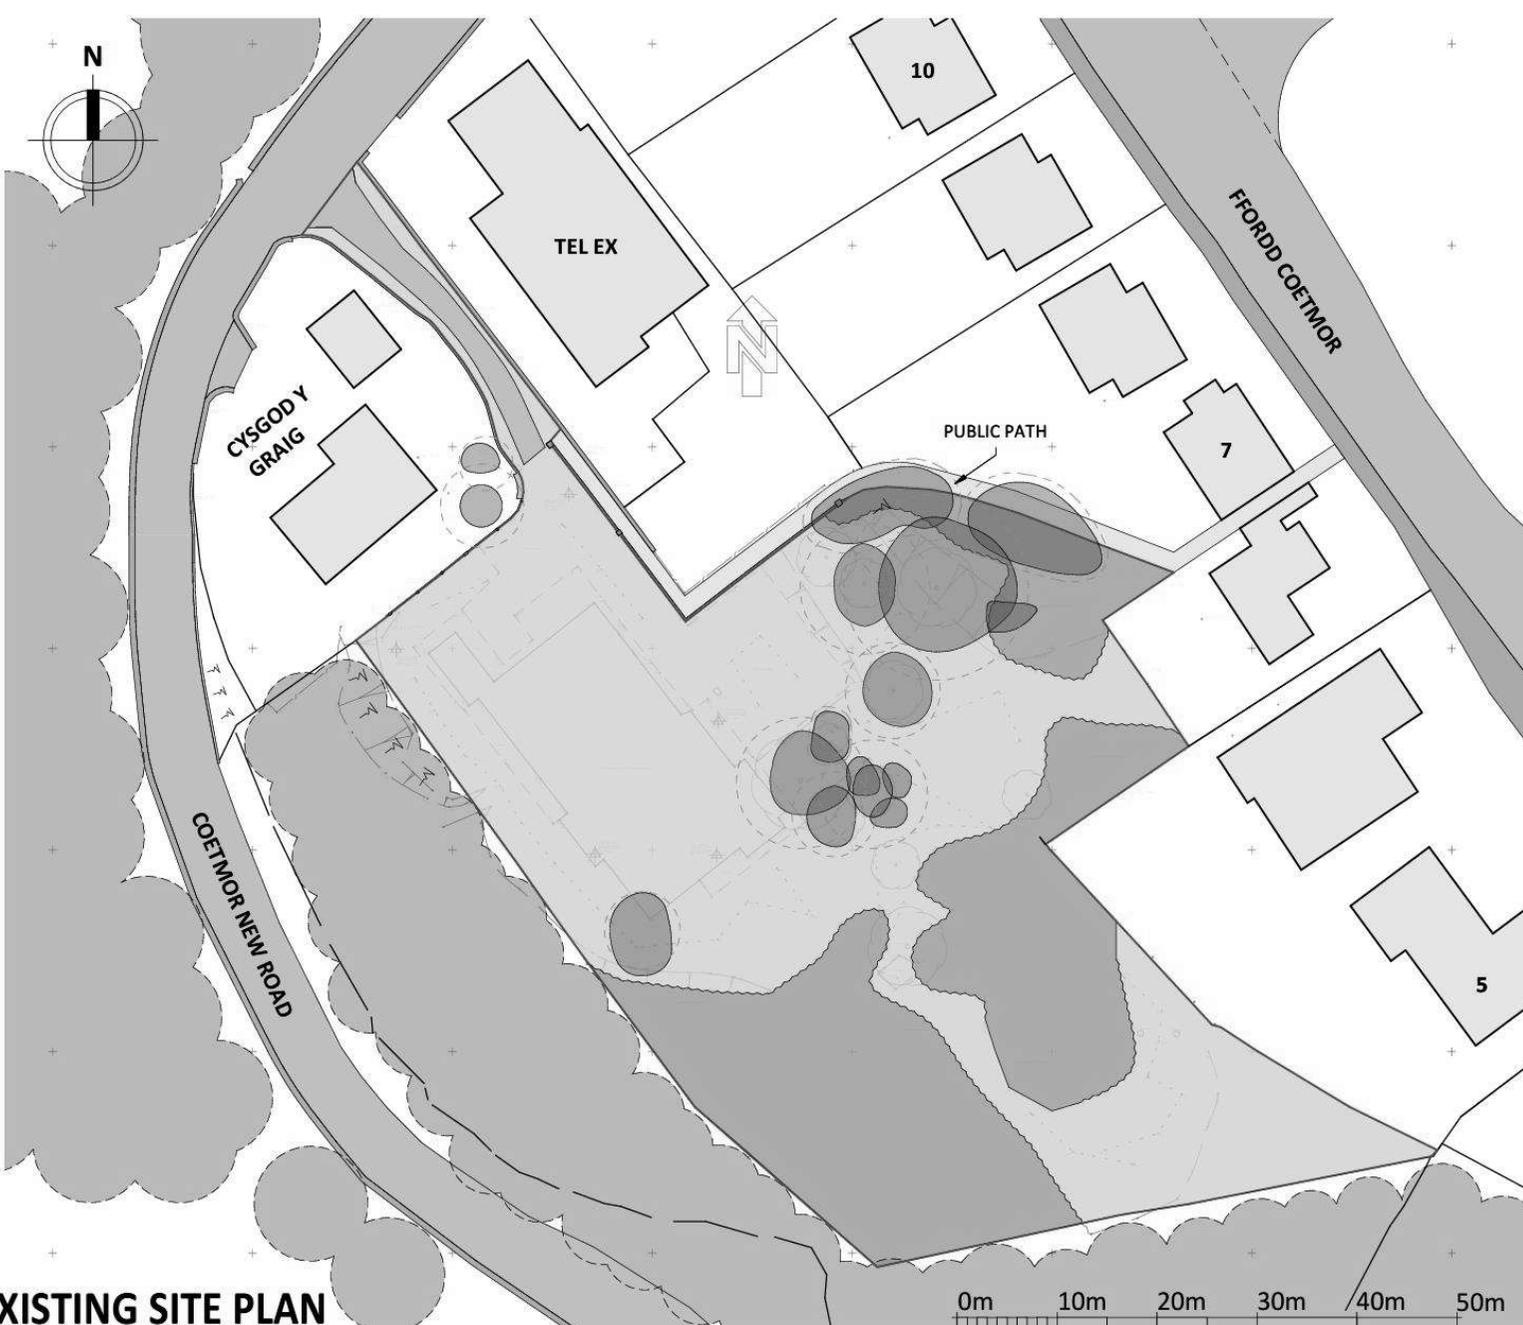 N
10
TEL EX
FFORDD COETMOR
N
CYSGOD Y
GRAIG
PUBLIC PATH
7
COETMOR NEW ROAD
5
XISTING SITE PLAN
0m 10m 20m 30m 40m 50m